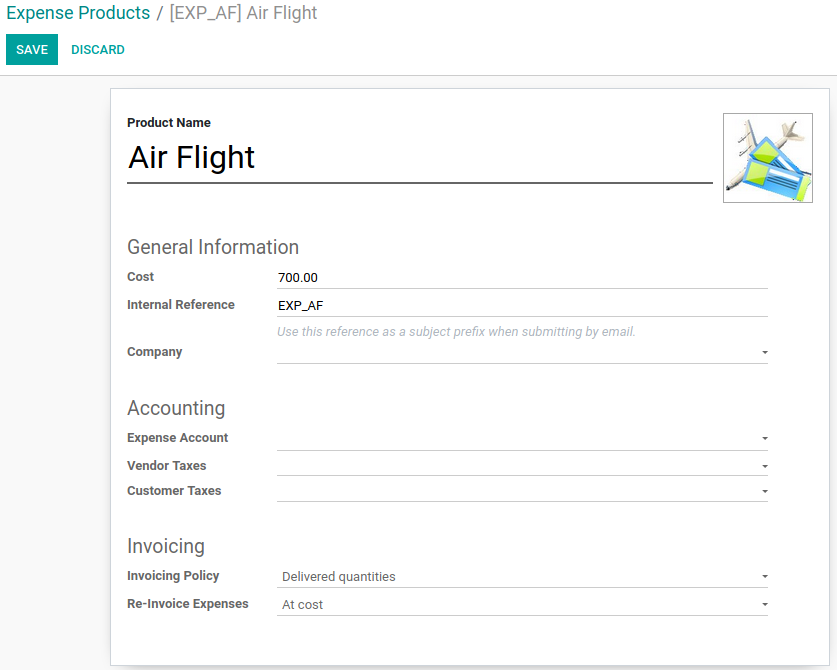 Expense Products / [EXP_AF] Air Flight
SAVE DISCARD
Product Name
Air Flight
General Information
Cost 700.00
Internal Reference EXP_AF
Use this reference as a subject prefix when submitting by email.
Company
Accounting
Expense Account
Vendor Taxes
Customer Taxes
Invoicing
Invoicing Policy Delivered quantities
Re-Invoice Expenses At cost